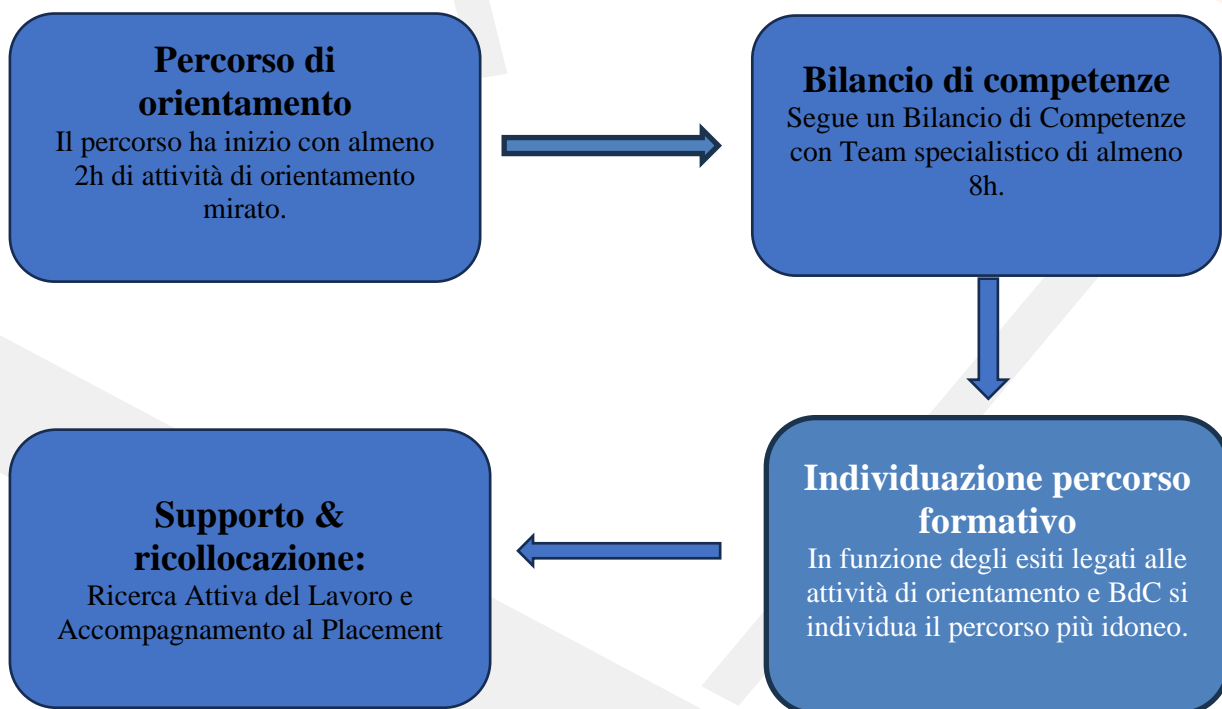 Percorso di
orientamento
Il percorso ha inizio con almeno
2h di attività di orientamento
mirato.
Bilancio di competenze
Segue un Bilancio di Competenze
con Team specialistico di almeno
8h.
Individuazione percorso
formativo
In funzione degli esiti legati alle
attività di orientamento e BdC si
individua il percorso più idoneo.
Supporto &
ricollocazione:
Ricerca Attiva del Lavoro e
Accompagnamento al Placement